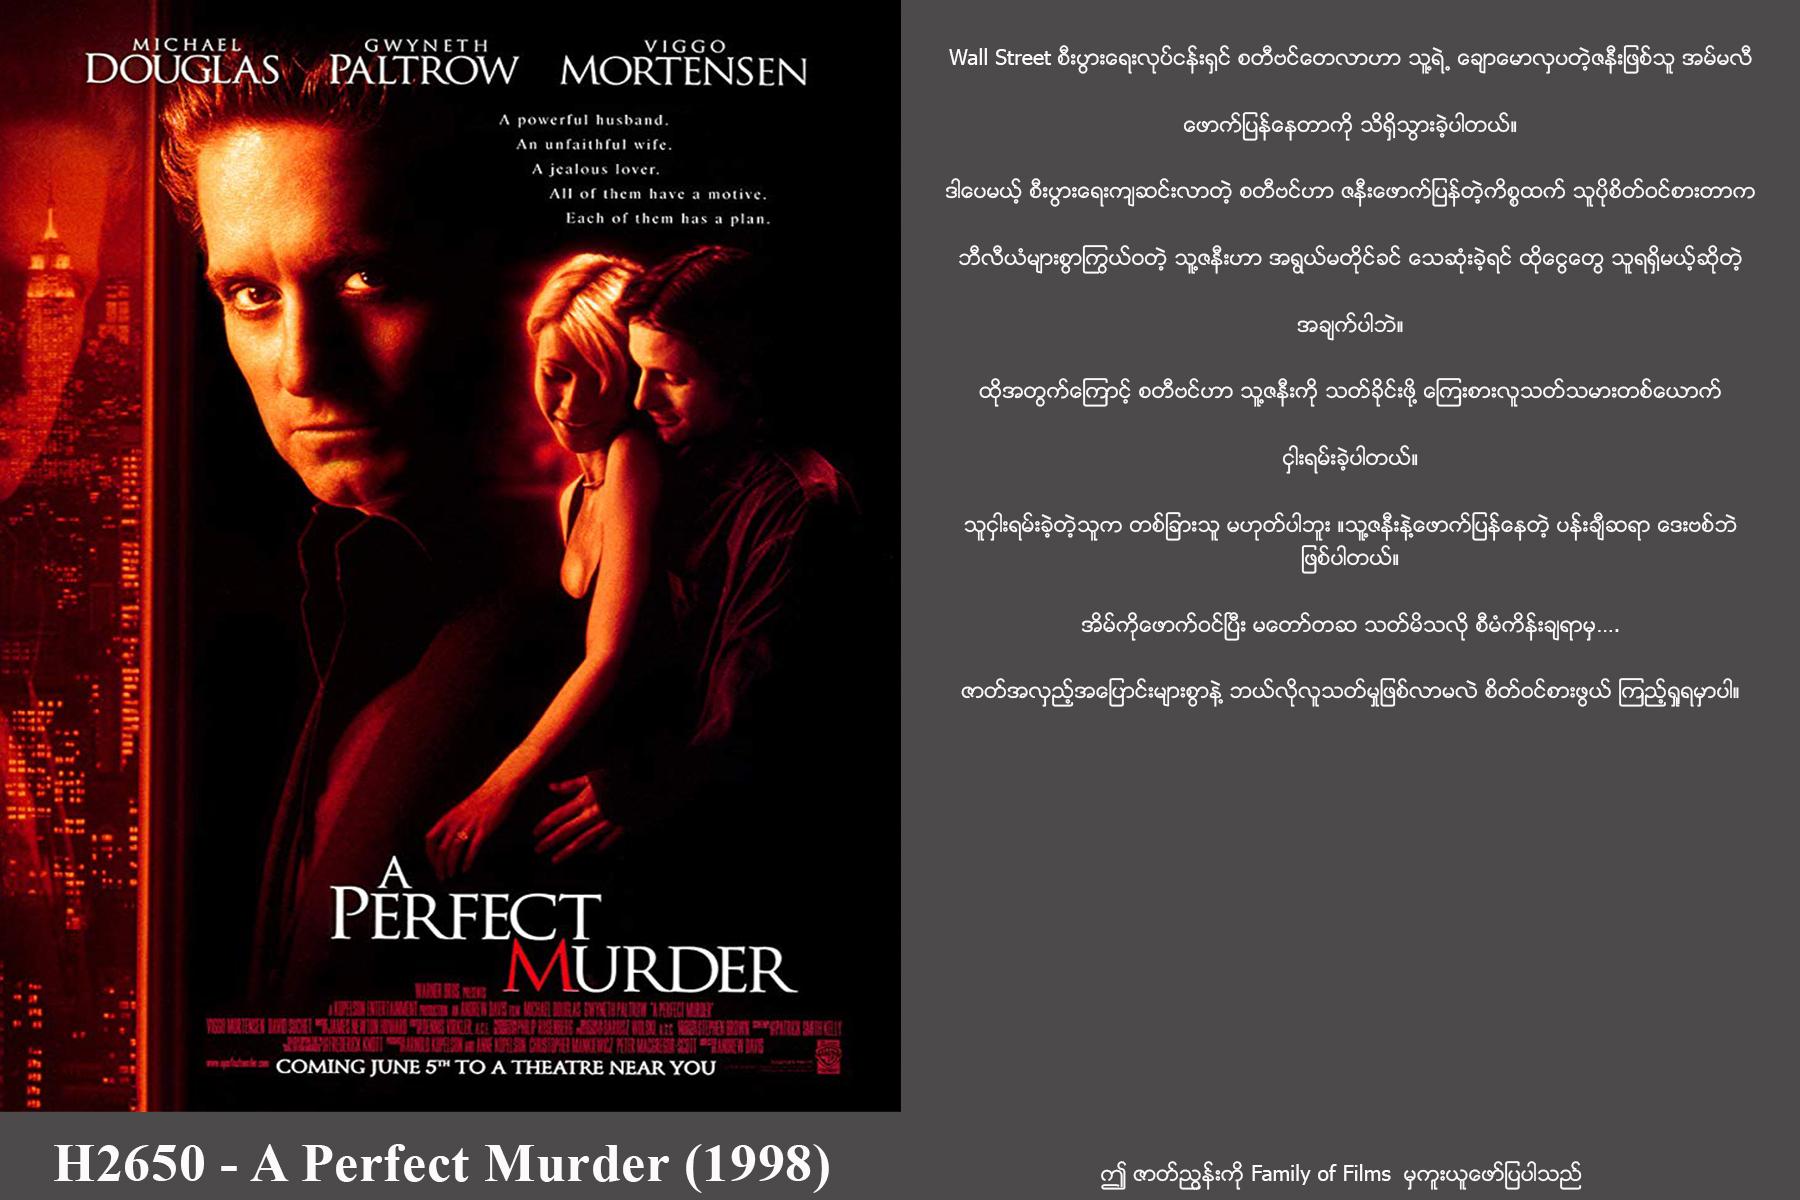 MICHAEL DOUGLAS
GWYNETH PALTROW
VIGGO MORTENSEN
A powerful husband.
An unfaithful wife.
A jealous lover.
All of them have a motive.
Each of them has a plan.
A
PERFECT
MURDER
WARNER BROS. PRESENTS
COMING JUNE 5TH TO A THEATRE NEAR YOU
H2650 - A Perfect Murder (1998)
Wall Street စီးပွားရေးလုပ်ငန်းရှင် စတီဗင်တေလာဟာ သူ့ရဲ့ ချောမောလှပတဲ့ဇနီးဖြစ်သူ အမ်မလီ
ဖောက်ပြန်နေတာကို သိရှိသွားခဲ့ပါတယ်။
ဒါပေမယ့် စီးပွားရေးကျဆင်းလာတဲ့ စတီဗင်ဟာ ဇနီးဖောက်ပြန်တဲ့ကိစ္စထက် သူပိုစိတ်ဝင်စားတာက
ဘီလီယံများစွာကြွယ်ဝတဲ့ သူ့ဇနီးဟာ အရွယ်မတိုင်ခင် သေဆုံးခဲ့ရင် ထိုငွေတွေ သူရရှိမယ့်ဆိုတဲ့
အချက်ပါဘဲ။
ထိုအတွက်ကြောင့် စတီဗင်ဟာ သူ့ဇနီးကို သတ်ခိုင်းဖို့ ကြေးစားလူသတ်သမားတစ်ယောက်
ငှါးရမ်းခဲ့ပါတယ်။
သူငှါးရမ်းခဲ့တဲ့သူက တစ်ခြားသူ မဟုတ်ပါဘူး ။သူ့ဇနီးနဲ့ဖောက်ပြန်နေတဲ့ ပန်းချီဆရာ ဒေးဗစ်ဘဲ
ဖြစ်ပါတယ်။
အိမ်ကိုဖောက်ဝင်ပြီး မတော်တဆ သတ်မိသလို စီမံကိန်းချရာမှ....
ဇာတ်အလှည့်အပြောင်းများစွာနဲ့ ဘယ်လိုလူသတ်မှုဖြစ်လာမလဲ စိတ်ဝင်စားဖွယ် ကြည့်ရှုရမှာပါ။
ဤ ဇာတ်ညွှန်းကို Family of Films မှကူးယူဖော်ပြပါသည်